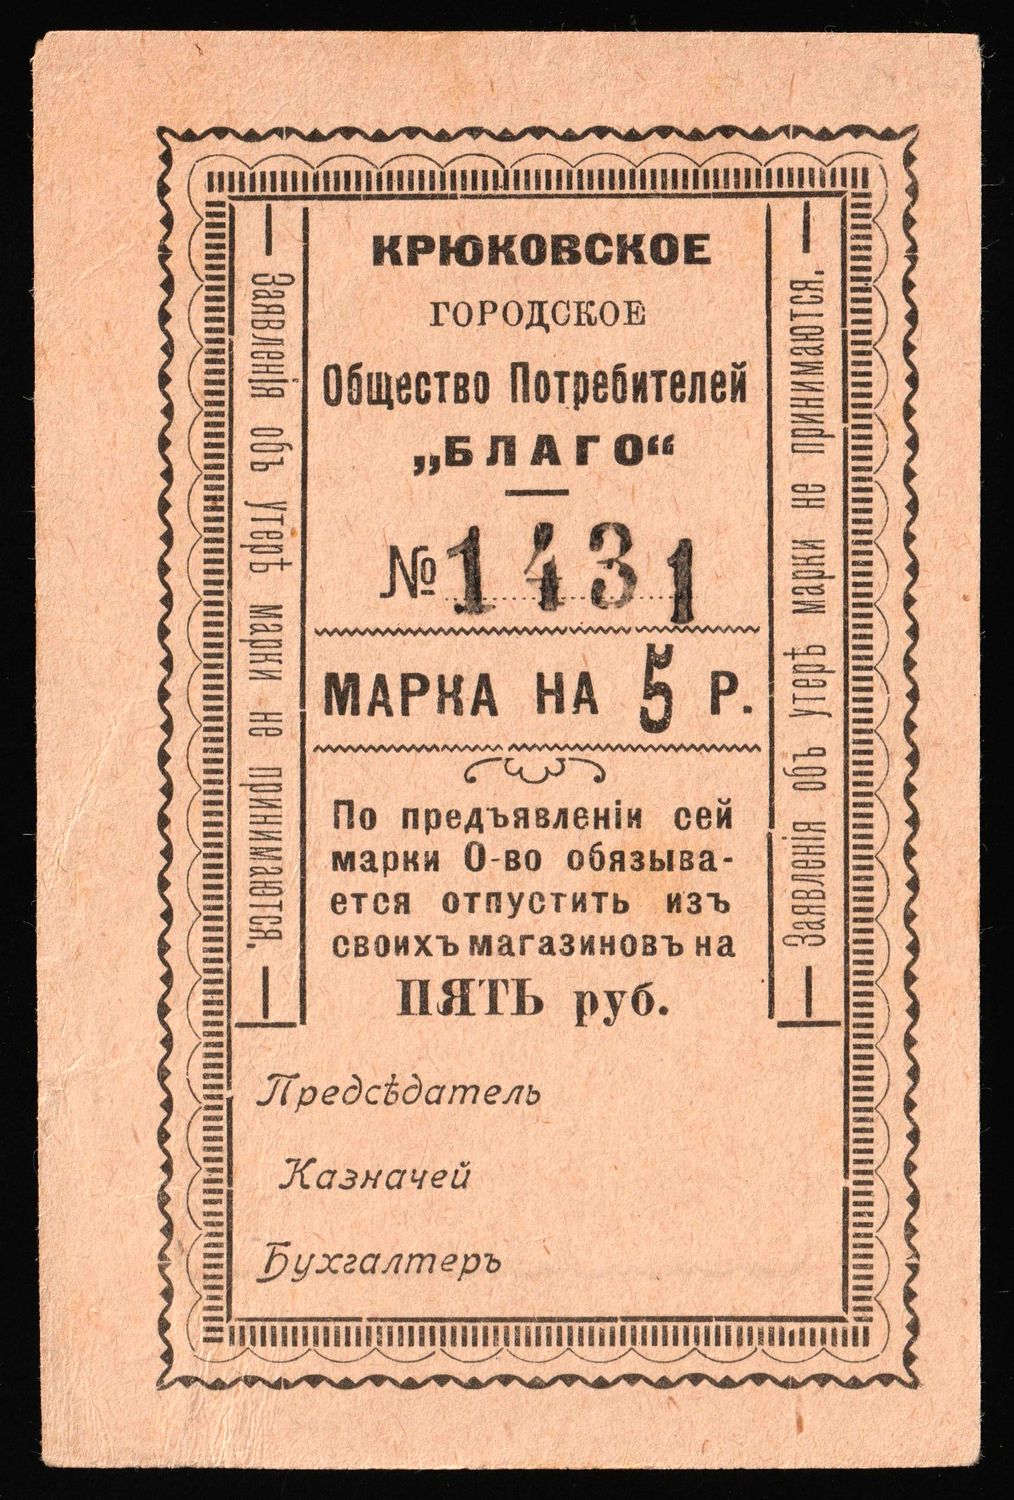 КРЮКОВСКОЕ
ГОРОДСКОЕ
Общество Потребителей
„БЛАГО“
№ 1431
МАРКА НА 5 Р.
По предъявленіи сей
марки О-во обязыва-
ется отпустить изъ
своихъ магазиновъ на
ПЯТЬ руб.
Предсѣдатель
Казначей
Бухгалтеръ
— Заявленія объ утерѣ марки не принимаются. —
— Заявленія объ утерѣ марки не принимаются. —